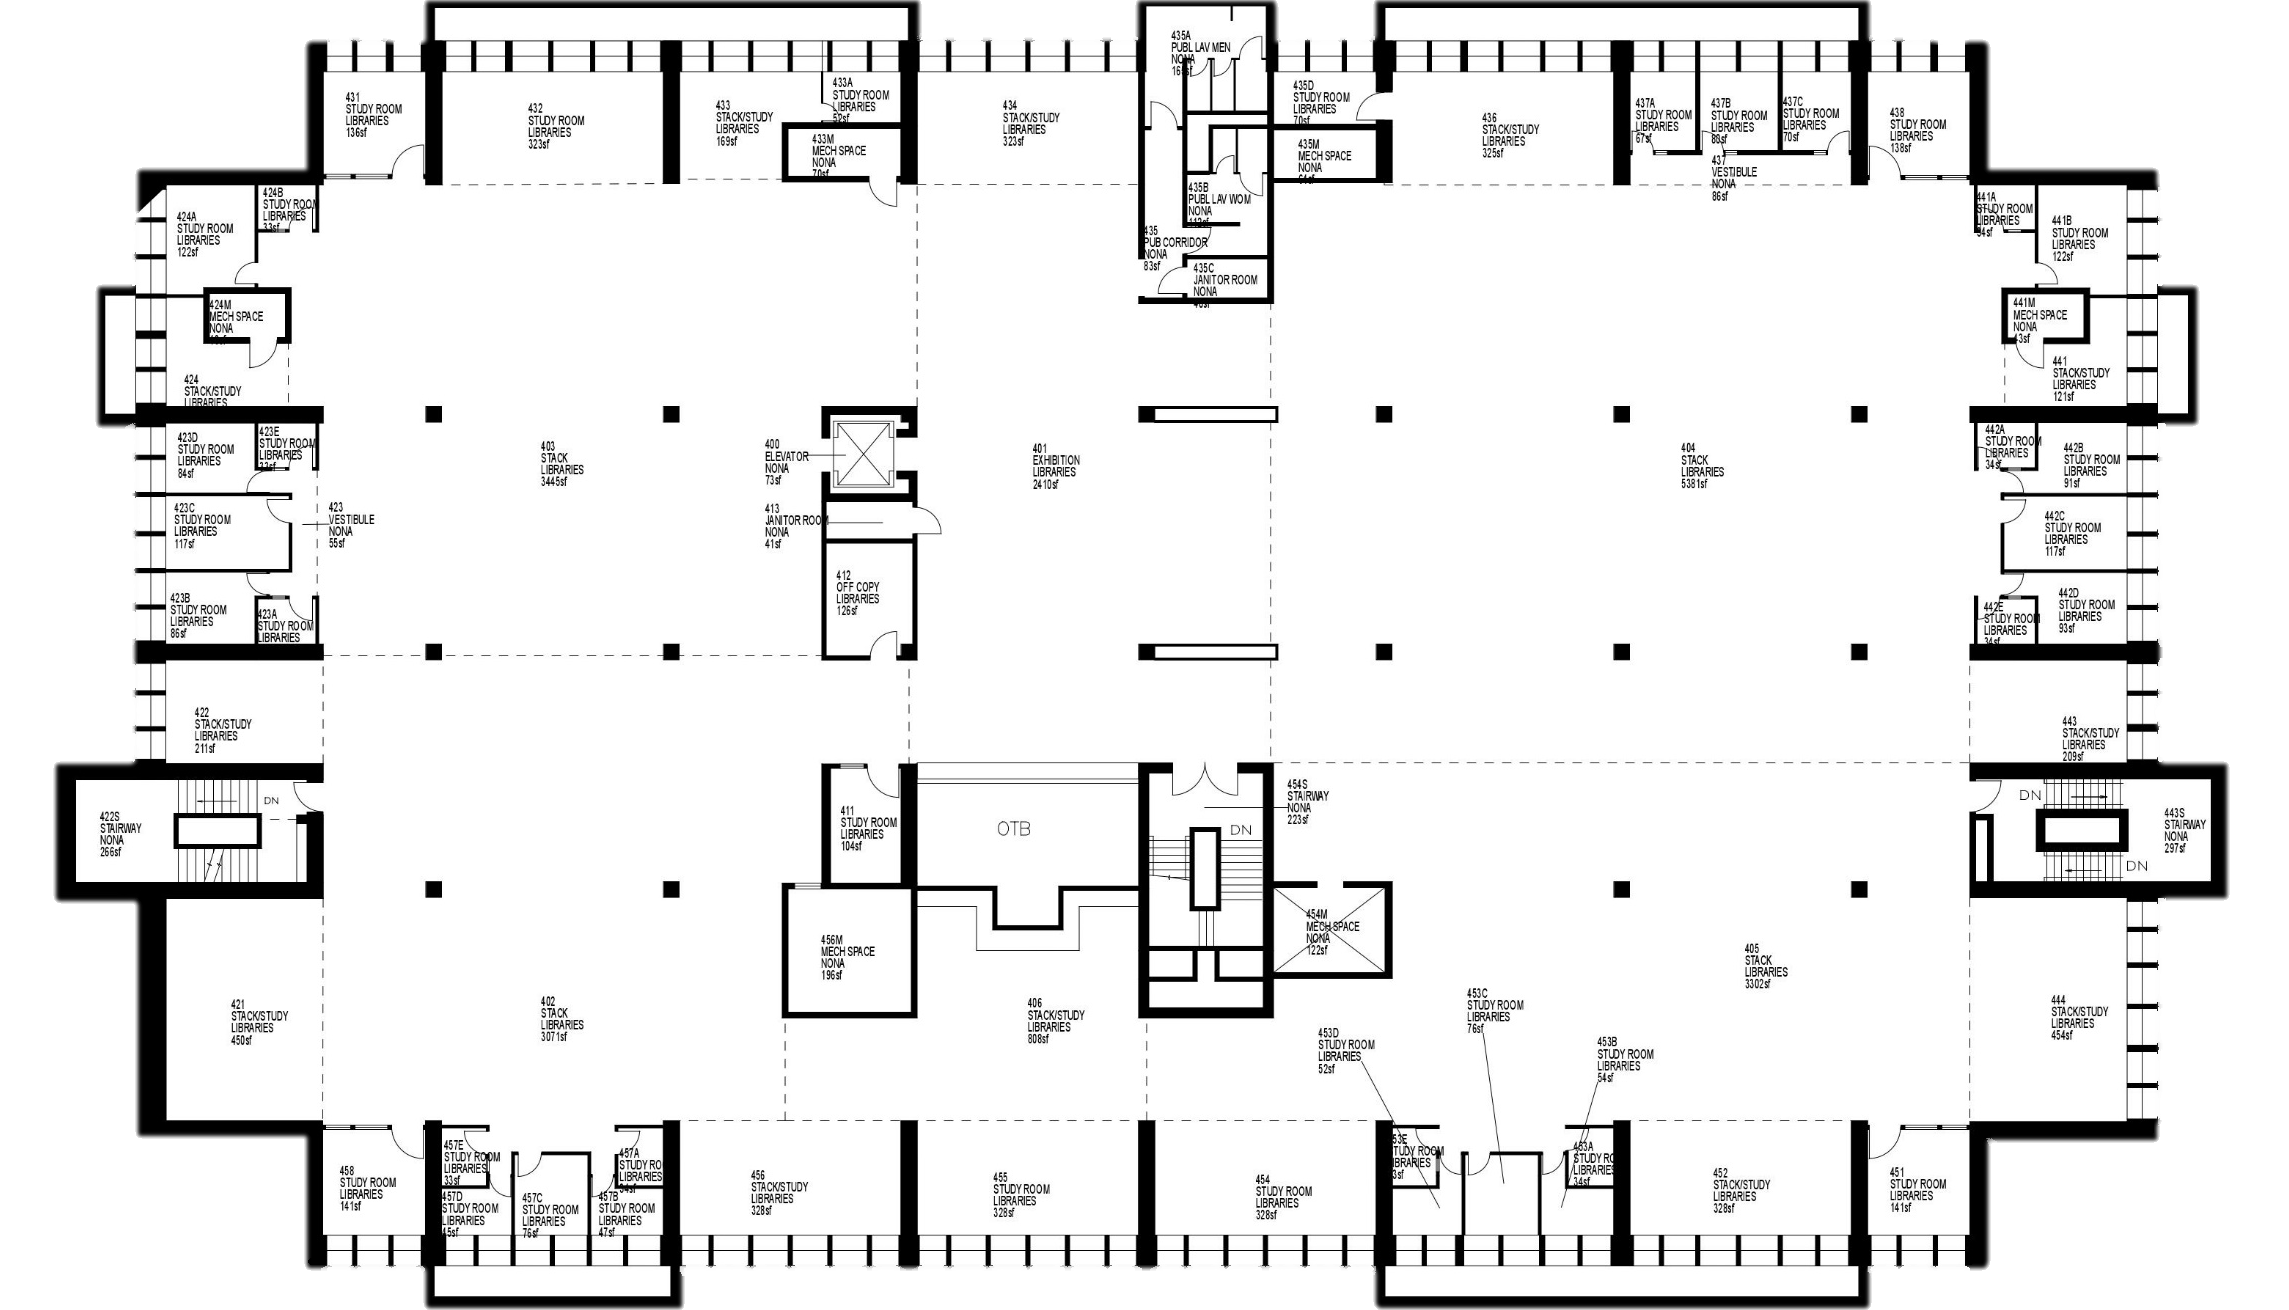 435A
PUBL LAV MEN
NONA
431
STUDY ROOM
LIBRARIES
136sf
432
STUDY ROOM
LIBRARIES
323sf
433
STACK/STUDY
LIBRARIES
169sf
433A
STUDY ROOM
LIBRARIES
52sf
433M
MECH SPACE
NONA
70sf
434
STACK/STUDY
LIBRARIES
323sf
435D
STUDY ROOM
LIBRARIES
70sf
435M
MECH SPACE
NONA
61sf
436
STACK/STUDY
LIBRARIES
325sf
437A
STUDY ROOM
LIBRARIES
67sf
437B
STUDY ROOM
LIBRARIES
80sf
437C
STUDY ROOM
LIBRARIES
70sf
437
VESTIBULE
NONA
86sf
438
STUDY ROOM
LIBRARIES
138sf
424A
STUDY ROOM
LIBRARIES
122sf
424B
STUDY ROOM
LIBRARIES
33sf
435B
PUBL LAV WOM
NONA
112sf
435
PUB CORRIDOR
NONA
83sf
435C
JANITOR ROOM
NONA
441A
STUDY ROOM
LIBRARIES
34sf
441B
STUDY ROOM
LIBRARIES
122sf
424M
MECH SPACE
NONA
441M
MECH SPACE
NONA
43sf
424
STACK/STUDY
LIBRARIES
441
STACK/STUDY
LIBRARIES
121sf
423D
STUDY ROOM
LIBRARIES
84sf
423E
STUDY ROOM
LIBRARIES
33sf
403
STACK
LIBRARIES
3445sf
400
ELEVATOR
NONA
73sf
401
EXHIBITION
LIBRARIES
2410sf
404
STACK
LIBRARIES
5381sf
442A
STUDY ROOM
LIBRARIES
34sf
442B
STUDY ROOM
LIBRARIES
91sf
423C
STUDY ROOM
LIBRARIES
117sf
423
VESTIBULE
NONA
55sf
413
JANITOR ROOM
NONA
41sf
442C
STUDY ROOM
LIBRARIES
117sf
412
OFF COPY
LIBRARIES
126sf
423B
STUDY ROOM
LIBRARIES
86sf
423A
STUDY ROOM
LIBRARIES
442E
STUDY ROOM
LIBRARIES
34sf
442D
STUDY ROOM
LIBRARIES
93sf
422
STACK/STUDY
LIBRARIES
211sf
443
STACK/STUDY
LIBRARIES
209sf
422S
STAIRWAY
NONA
266sf
DN
411
STUDY ROOM
LIBRARIES
104sf
OTB
DN
454S
STAIRWAY
NONA
223sf
DN
DN
443S
STAIRWAY
NONA
297sf
456M
MECH SPACE
NONA
196sf
454M
MECH SPACE
NONA
122sf
405
STACK
LIBRARIES
3302sf
421
STACK/STUDY
LIBRARIES
450sf
402
STACK
LIBRARIES
3071sf
406
STACK/STUDY
LIBRARIES
808sf
453D
STUDY ROOM
LIBRARIES
52sf
453C
STUDY ROOM
LIBRARIES
76sf
453B
STUDY ROOM
LIBRARIES
54sf
444
STACK/STUDY
LIBRARIES
454sf
458
STUDY ROOM
LIBRARIES
141sf
457E
STUDY ROOM
LIBRARIES
33sf
457D
STUDY ROOM
LIBRARIES
45sf
457C
STUDY ROOM
LIBRARIES
76sf
457A
STUDY RO
LIBRARIES
34sf
457B
STUDY ROOM
LIBRARIES
47sf
456
STACK/STUDY
LIBRARIES
328sf
455
STUDY ROOM
LIBRARIES
328sf
454
STUDY ROOM
LIBRARIES
328sf
53E
STUDY ROOM
IBRARIES
3sf
453A
STUDY RO
LIBRARIES
34sf
452
STACK/STUDY
LIBRARIES
328sf
451
STUDY ROOM
LIBRARIES
141sf